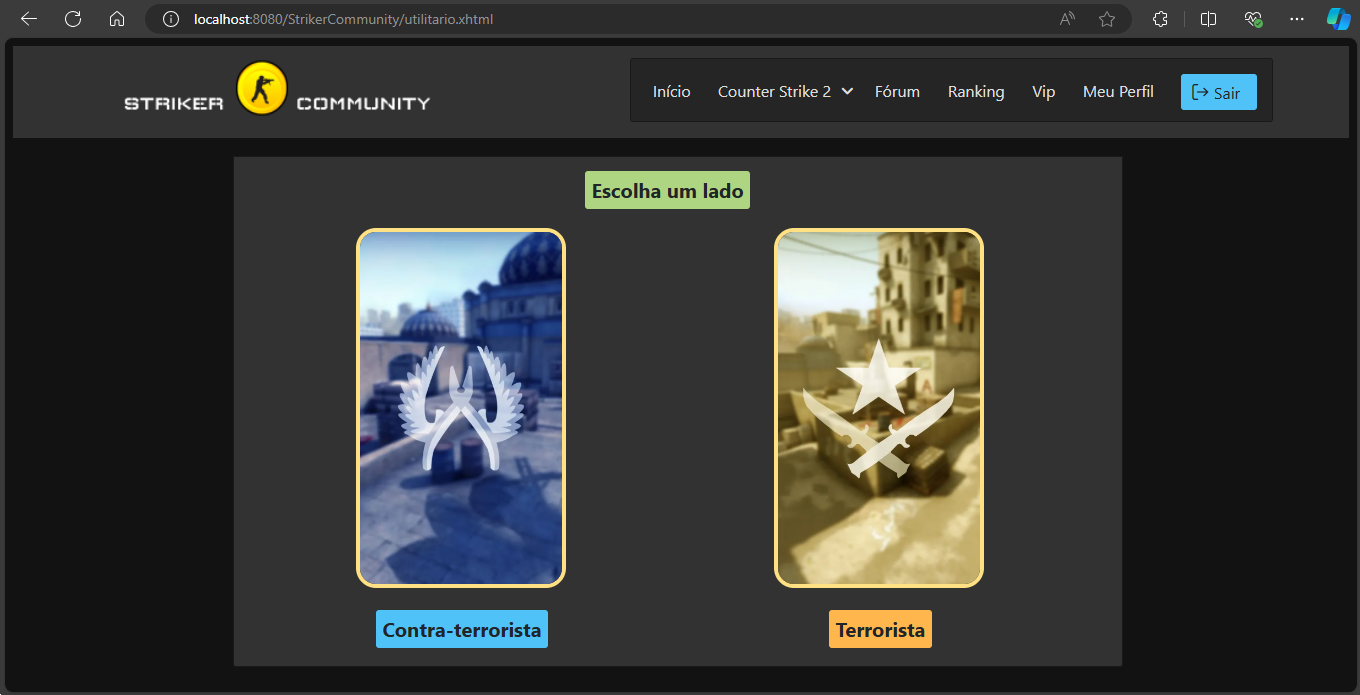 localhost:8080/StrikerCommunity/utilitario.xhtml
STRIKER COMMUNITY
Início Counter Strike 2 Fórum Ranking Vip Meu Perfil Sair
Escolha um lado
A
Contra-terrorista Terrorista